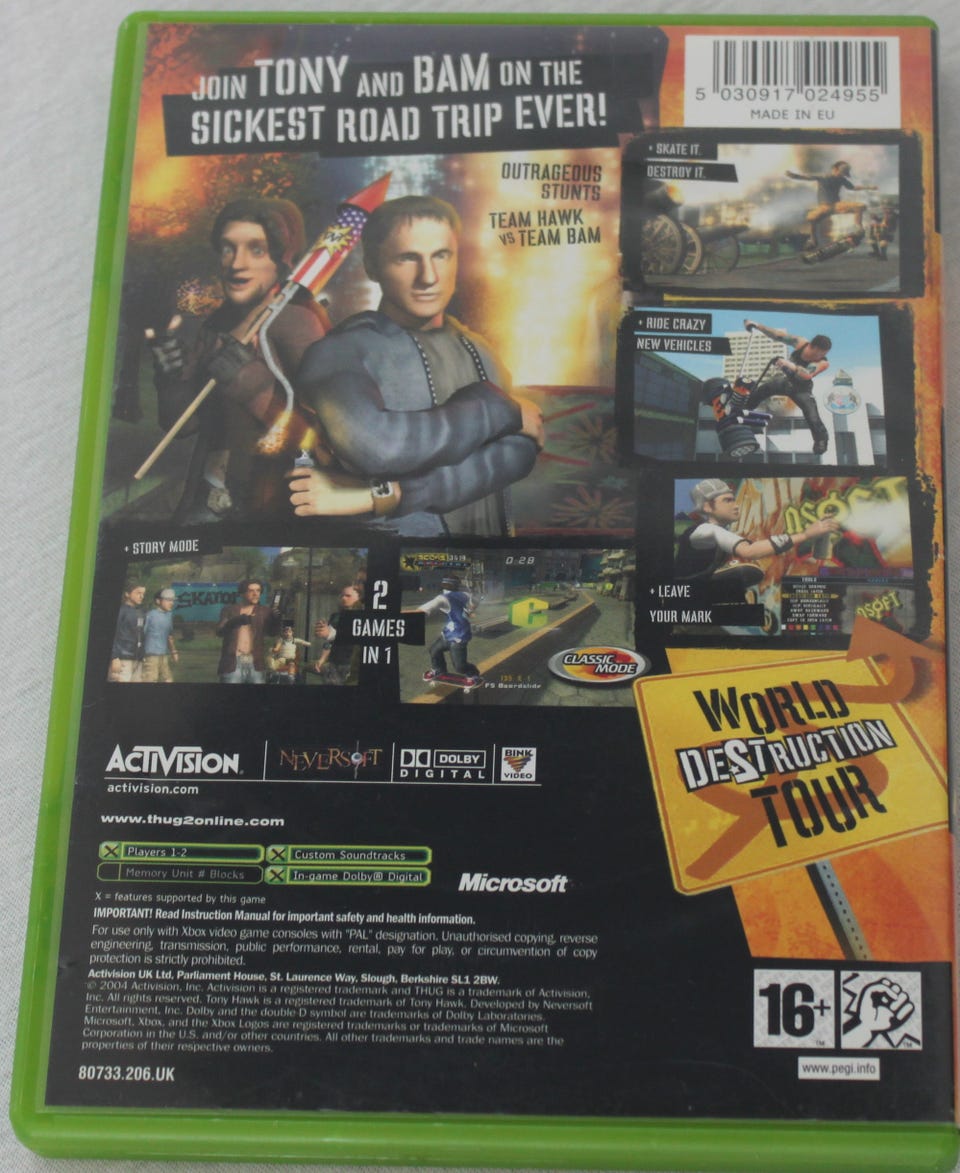 JOIN TONY AND BAM ON THE
SICKEST ROAD TRIP EVER!
5 030917 024955
MADE IN EU
OUTRAGEOUS
STUNTS
TEAM HAWK
VS TEAM BAM
+ SKATE IT.
DESTROY IT.
+ RIDE CRAZY
NEW VEHICLES
+ LEAVE
YOUR MARK
+ STORY MODE
2
GAMES
IN 1
0:28
FS Boardslide
CLASSIC
MODE
WORLD
DESTRUCTION
TOUR
ACTIVISION
activision.com
NEVERSOFT
DOLBY
DIGITAL
BINK
VIDEO
www.thug2online.com
Players 1-2
Custom Soundtracks
Memory Unit # Blocks
In-game Dolby® Digital
Microsoft
X = features supported by this game
IMPORTANT! Read Instruction Manual for important safety and health information.
For use only with Xbox video game consoles with "PAL" designation. Unauthorised copying, reverse
engineering, transmission, public performance, rental, pay for play, or circumvention of copy
protection is strictly prohibited.
Activision UK Ltd, Parliament House, St. Laurence Way, Slough, Berkshire SL1 2BW.
© 2004 Activision, Inc. Activision is a registered trademark and THUG is a trademark of Activision,
Inc. All rights reserved. Tony Hawk is a registered trademark of Tony Hawk. Developed by Neversoft
Entertainment, Inc. Dolby and the double-D symbol are trademarks of Dolby Laboratories.
Microsoft, Xbox, and the Xbox Logos are registered trademarks or trademarks of Microsoft
Corporation in the U.S. and/or other countries. All other trademarks and trade names are the
properties of their respective owners.
80733.206.UK
16+
TM
TM
www.pegi.info